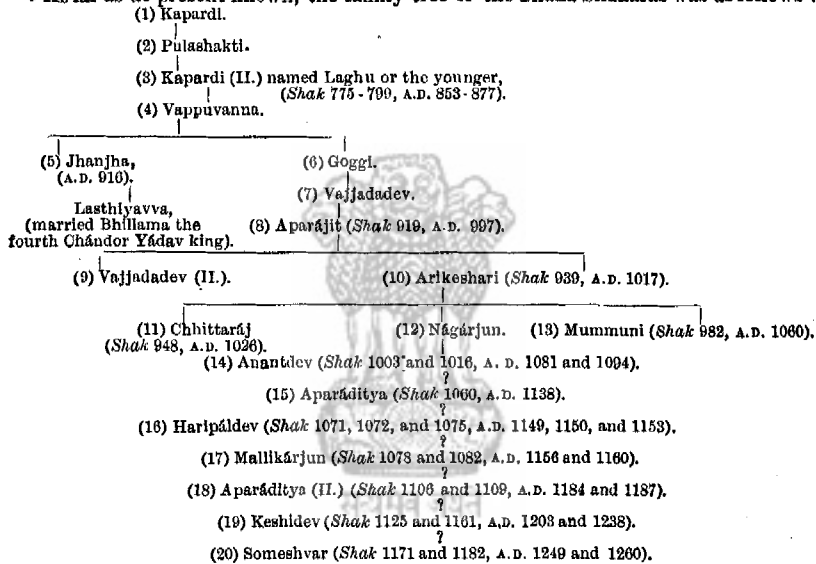 (1) Kapardi.
(2) Pulashakti.
(3) Kapardi (II.) named Laghu or the younger,
(Shak 775-799, A.D. 853-877).
(4) Vappuvanna.
(5) Jhanjha, (6) Goggi.
(A.D. 916). (7) Vajjadadev.
Lasthiyavva,
(married Bhillama the (8) Aparájit (Shak 919, A.D. 997).
fourth Chándor Yádav king).
(9) Vajjadadev (II.). (10) Arikeshari (Shak 939, A.D. 1017).
(11) Chhittaráj (12) Nágárjun. (13) Mummuni (Shak 982, A.D. 1060).
(Shak 948, A.D. 1026).
(14) Anantdev (Shak 1003 and 1016, A. D. 1081 and 1094).
?
(15) Aparáditya (Shak 1060, A.D. 1138).
?
(16) Haripáldev (Shak 1071, 1072, and 1075, A.D. 1149, 1150, and 1153).
?
(17) Mallikárjun (Shak 1078 and 1082, A.D. 1156 and 1160).
?
(18) Aparáditya (II.) (Shak 1106 and 1109, A.D. 1184 and 1187).
?
(19) Keshidev (Shak 1125 and 1161, A.D. 1203 and 1238).
?
(20) Someshvar (Shak 1171 and 1182, A.D. 1249 and 1260).